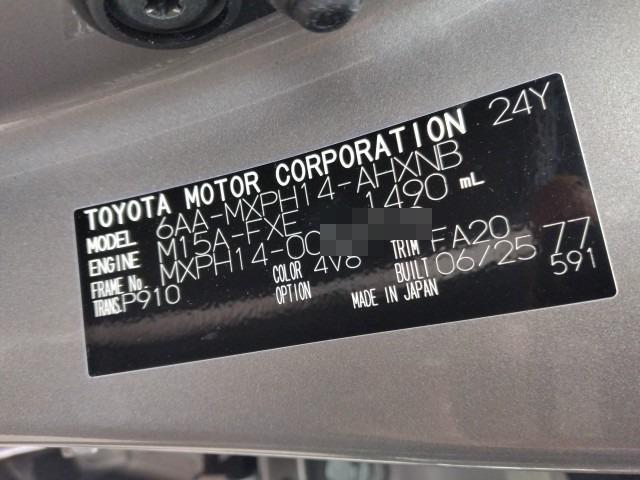 TOYOTA MOTOR CORPORATION 24Y
MODEL 6AA-MXPH14-AHXNB
ENGINE M15A-FXE 1490 mL
FRAME No. MXPH14-00
COLOR 4V8 TRIM FA20 77
TRANS. P910 OPTION BUILT 06/25 591
MADE IN JAPAN